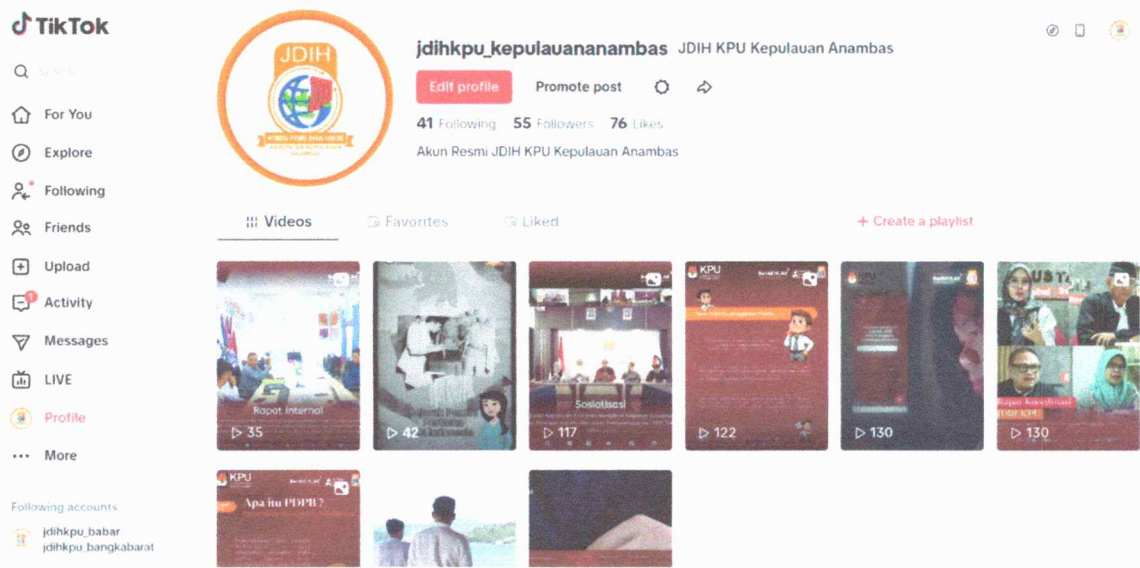 TikTok
For You
Explore
Following
Friends
Upload
1
Activity
Messages
LIVE
Profile
More
Following accounts
jdihkpu_babar
jdihkpu_bangkabarat
JDIH
jdihkpu_kepulauananambas JDIH KPU Kepulauan Anambas
Edit profile Promote post
41 Following 55 Followers 76 Likes
Akun Resmi JDIH KPU Kepulauan Anambas
Videos Favorites Liked
+ Create a playlist
Rapat Internal
35
42
Sosialisasi
117
KPU
122
KPU
130
Rapat Koordinasi
JDIH KPU
130
KPU
Apa itu PDPB ?